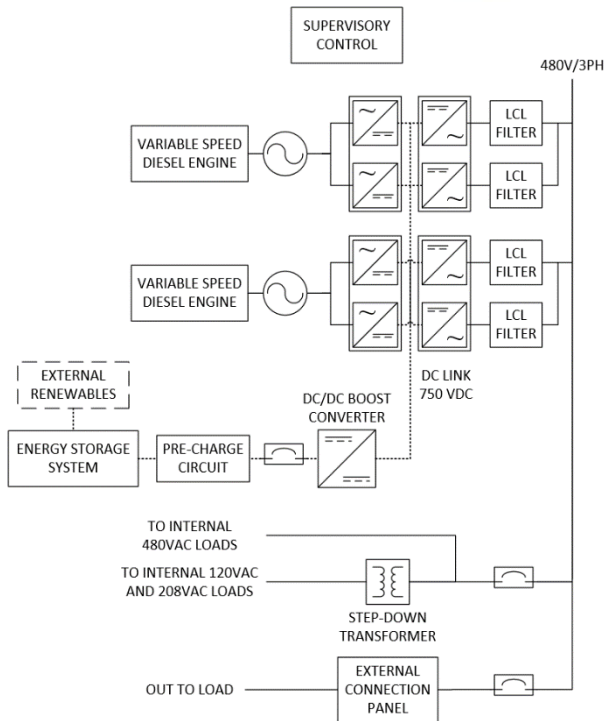 SUPERVISORY
CONTROL
480V/3PH
VARIABLE SPEED
DIESEL ENGINE
LCL
FILTER
LCL
FILTER
VARIABLE SPEED
DIESEL ENGINE
LCL
FILTER
LCL
FILTER
EXTERNAL
RENEWABLES
DC/DC BOOST
CONVERTER
DC LINK
750 VDC
ENERGY STORAGE
SYSTEM
PRE-CHARGE
CIRCUIT
TO INTERNAL
480VAC LOADS
TO INTERNAL 120VAC
AND 208VAC LOADS
STEP-DOWN
TRANSFORMER
OUT TO LOAD
EXTERNAL
CONNECTION
PANEL